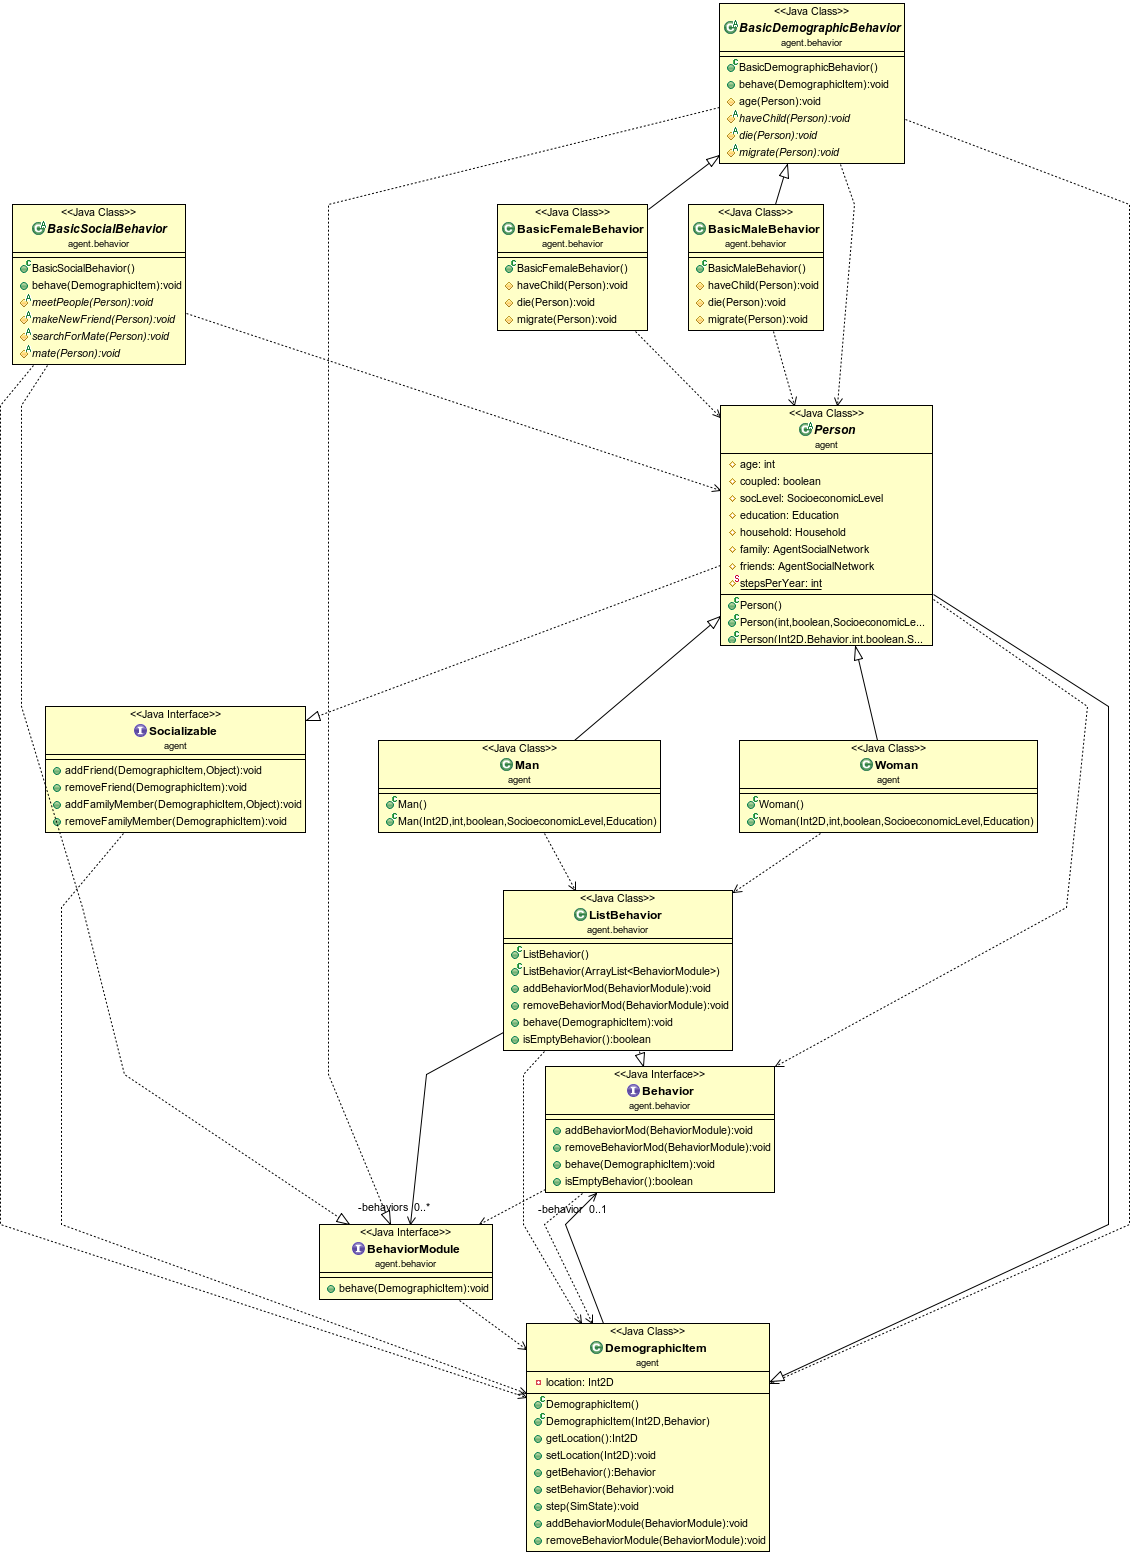 <<Java Class>>
BasicDemographicBehavior
agent.behavior
BasicDemographicBehavior()
behave(DemographicItem):void
age(Person):void
haveChild(Person):void
die(Person):void
migrate(Person):void
<<Java Class>>
BasicSocialBehavior
agent.behavior
BasicSocialBehavior()
behave(DemographicItem):void
meetPeople(Person):void
makeNewFriend(Person):void
searchForMate(Person):void
mate(Person):void
<<Java Class>>
BasicFemaleBehavior
agent.behavior
BasicFemaleBehavior()
haveChild(Person):void
die(Person):void
migrate(Person):void
<<Java Class>>
BasicMaleBehavior
agent.behavior
BasicMaleBehavior()
haveChild(Person):void
die(Person):void
migrate(Person):void
<<Java Class>>
Person
agent
age: int
coupled: boolean
socLevel: SocioeconomicLevel
education: Education
household: Household
family: AgentSocialNetwork
friends: AgentSocialNetwork
stepsPerYear: int
Person()
Person(int,boolean,SocioeconomicLe...
Person(Int2D,Behavior,int,boolean,S...
<<Java Interface>>
Socializable
agent
addFriend(DemographicItem,Object):void
removeFriend(DemographicItem):void
addFamilyMember(DemographicItem,Object):void
removeFamilyMember(DemographicItem):void
<<Java Class>>
Man
agent
Man()
Man(Int2D,int,boolean,SocioeconomicLevel,Education)
<<Java Class>>
Woman
agent
Woman()
Woman(Int2D,int,boolean,SocioeconomicLevel,Education)
<<Java Class>>
ListBehavior
agent.behavior
ListBehavior()
ListBehavior(ArrayList<BehaviorModule>)
addBehaviorMod(BehaviorModule):void
removeBehaviorMod(BehaviorModule):void
behave(DemographicItem):void
isEmptyBehavior():boolean
<<Java Interface>>
Behavior
agent.behavior
addBehaviorMod(BehaviorModule):void
removeBehaviorMod(BehaviorModule):void
behave(DemographicItem):void
isEmptyBehavior():boolean
-behaviors 0..*
-behavior 0..1
<<Java Interface>>
BehaviorModule
agent.behavior
behave(DemographicItem):void
<<Java Class>>
DemographicItem
agent
location: Int2D
DemographicItem()
DemographicItem(Int2D,Behavior)
getLocation():Int2D
setLocation(Int2D):void
getBehavior():Behavior
setBehavior(Behavior):void
step(SimState):void
addBehaviorModule(BehaviorModule):void
removeBehaviorModule(BehaviorModule):void